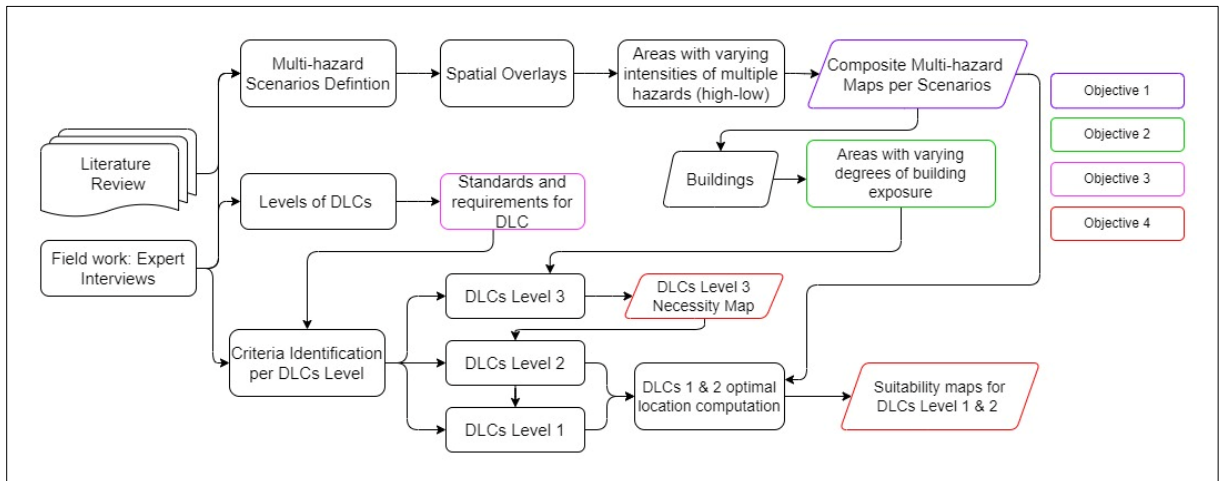 Multi-hazard
Scenarios Defintion
Spatial Overlays
Areas with varying
intensities of multiple
hazards (high-low)
Composite Multi-hazard
Maps per Scenarios
Objective 1
Objective 2
Objective 3
Objective 4
Literature
Review
Buildings
Areas with varying
degrees of building
exposure
Levels of DLCs
Standards and
requirements for
DLC
Field work: Expert
Interviews
DLCs Level 3
DLCs Level 3
Necessity Map
Criteria Identification
per DLCs Level
DLCs Level 2
DLCs Level 1
DLCs 1 & 2 optimal
location computation
Suitability maps for
DLCs Level 1 & 2